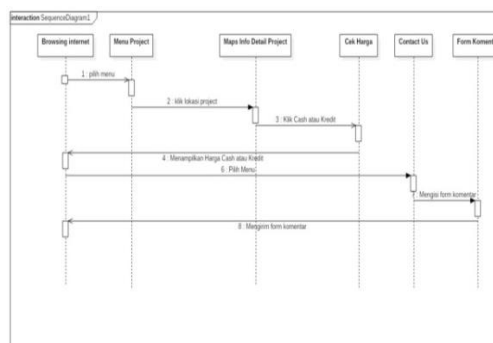 interaction SequenceDiagram1
Browsing internet
Menu Project
Maps Info Detail Project
Cek Harga
Contact Us
Form Koment
1 : pilih menu
2 : klik lokasi project
3 : Klik Cash atau Kredit
4 : Menampilkan Harga Cash atau Kredit
6 : Pilih Menu
Mengisi form komentar
8 : Mengirim form komentar